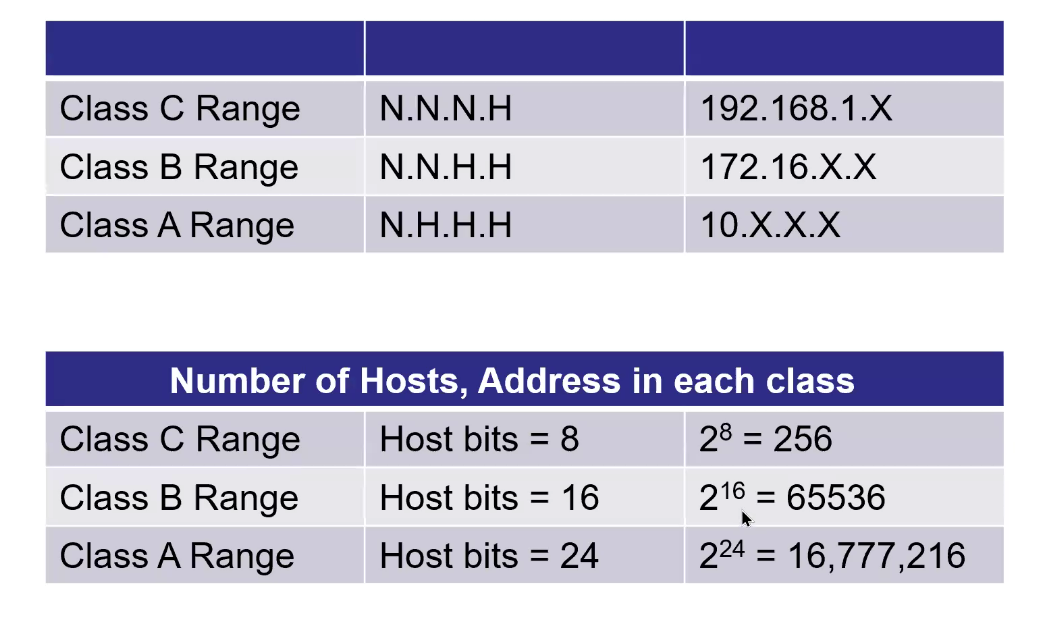 Class C Range N.N.N.H 192.168.1.X
Class B Range N.N.H.H 172.16.X.X
Class A Range N.H.H.H 10.X.X.X
Number of Hosts, Address in each class
Class C Range Host bits = 8 2⁸ = 256
Class B Range Host bits = 16 2¹⁶ = 65536
Class A Range Host bits = 24 2²⁴ = 16,777,216